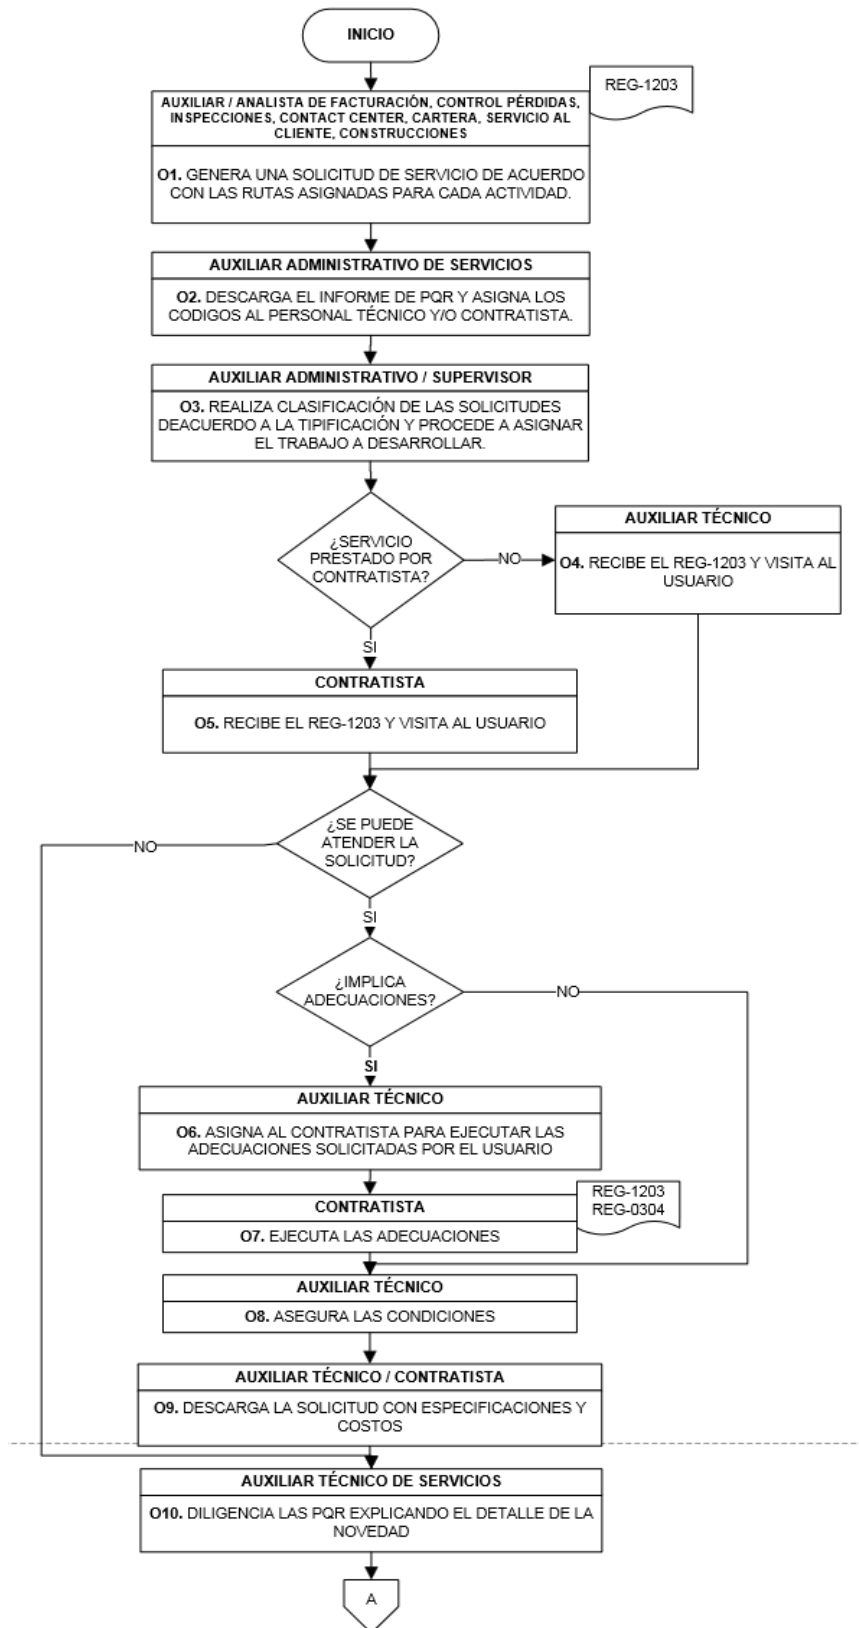 INICIO
REG-1203
AUXILIAR / ANALISTA DE FACTURACIÓN, CONTROL PÉRDIDAS,
INSPECCIONES, CONTACT CENTER, CARTERA, SERVICIO AL
CLIENTE, CONSTRUCCIONES
O1. GENERA UNA SOLICITUD DE SERVICIO DE ACUERDO
CON LAS RUTAS ASIGNADAS PARA CADA ACTIVIDAD.
AUXILIAR ADMINISTRATIVO DE SERVICIOS
O2. DESCARGA EL INFORME DE PQR Y ASIGNA LOS
CODIGOS AL PERSONAL TÉCNICO Y/O CONTRATISTA.
AUXILIAR ADMINISTRATIVO / SUPERVISOR
O3. REALIZA CLASIFICACIÓN DE LAS SOLICITUDES
DEACUERDO A LA TIPIFICACIÓN Y PROCEDE A ASIGNAR
EL TRABAJO A DESARROLLAR.
¿SERVICIO
PRESTADO POR
CONTRATISTA?
NO
AUXILIAR TÉCNICO
O4. RECIBE EL REG-1203 Y VISITA AL
USUARIO
SI
CONTRATISTA
O5. RECIBE EL REG-1203 Y VISITA AL USUARIO
¿SE PUEDE
ATENDER LA
SOLICITUD?
NO
SI
¿IMPLICA
ADECUACIONES?
NO
SI
AUXILIAR TÉCNICO
O6. ASIGNA AL CONTRATISTA PARA EJECUTAR LAS
ADECUACIONES SOLICITADAS POR EL USUARIO
CONTRATISTA
O7. EJECUTA LAS ADECUACIONES
REG-1203
REG-0304
AUXILIAR TÉCNICO
O8. ASEGURA LAS CONDICIONES
AUXILIAR TÉCNICO / CONTRATISTA
O9. DESCARGA LA SOLICITUD CON ESPECIFICACIONES Y
COSTOS
AUXILIAR TÉCNICO DE SERVICIOS
O10. DILIGENCIA LAS PQR EXPLICANDO EL DETALLE DE LA
NOVEDAD
A